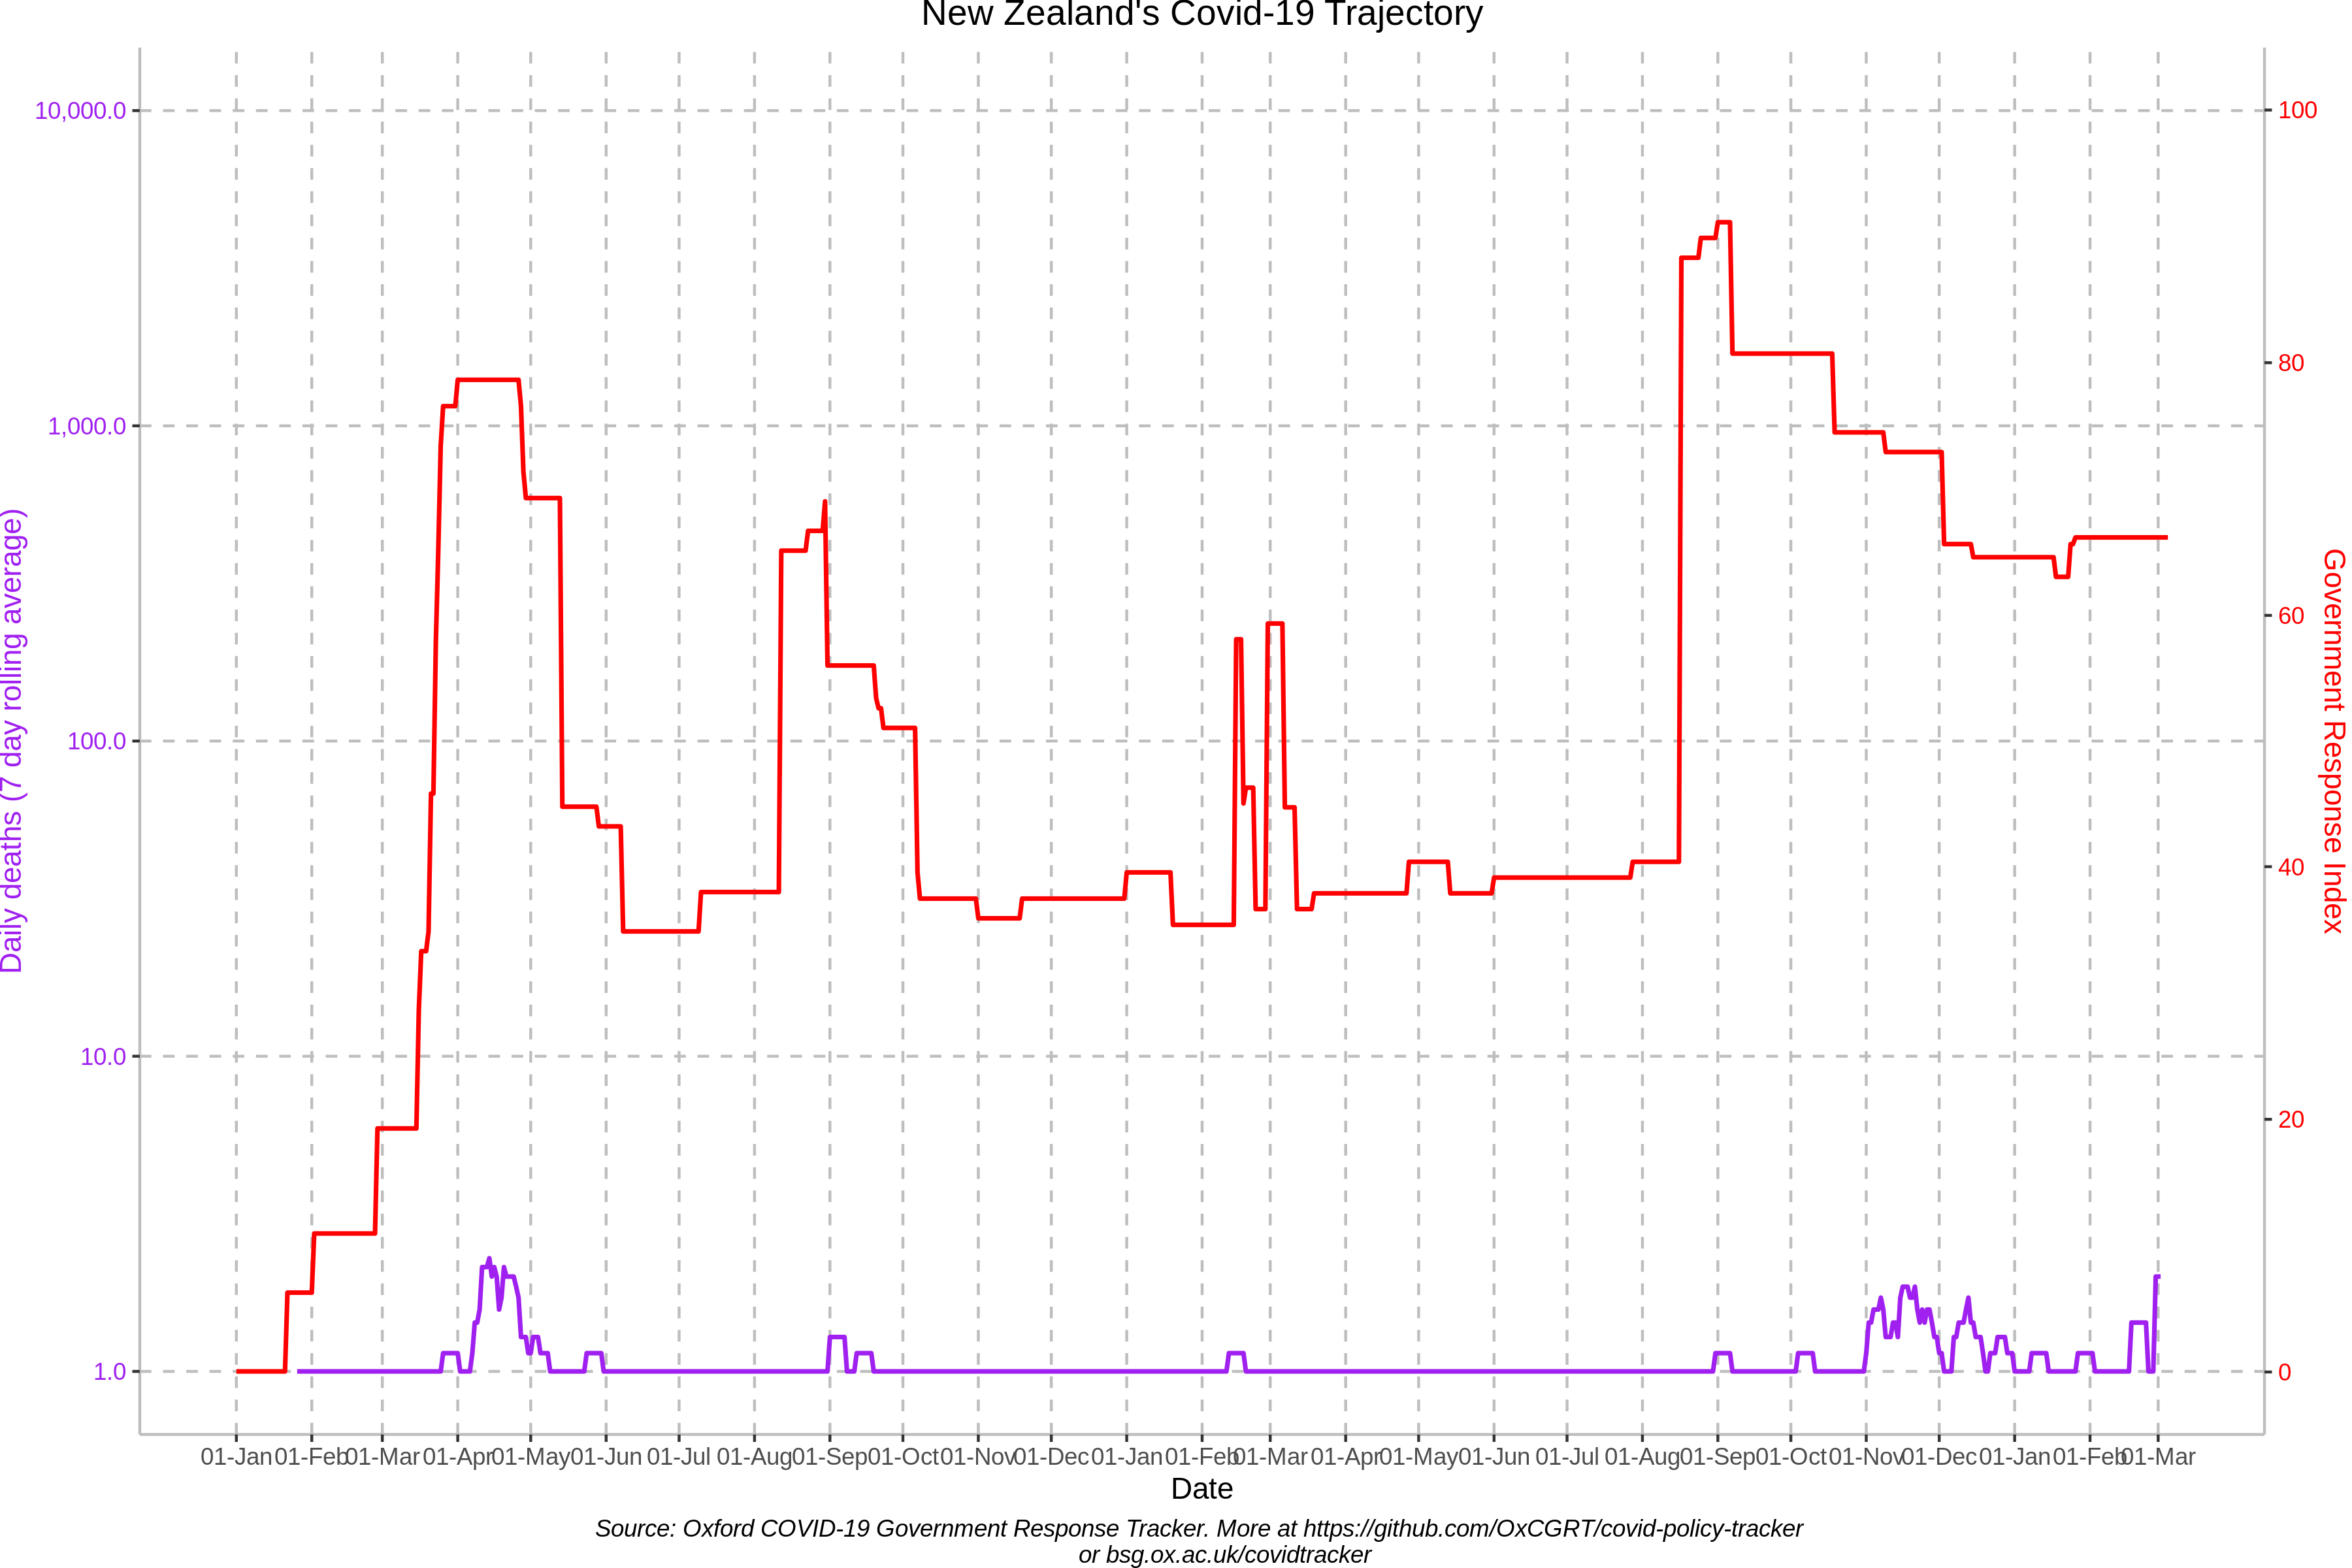 New Zealand's Covid-19 Trajectory
10,000.0
1,000.0
100.0
10.0
1.0
Daily deaths (7 day rolling average)
100
80
60
40
20
0
Government Response Index
01-Jan 01-Feb 01-Mar 01-Apr 01-May 01-Jun 01-Jul 01-Aug 01-Sep 01-Oct 01-Nov 01-Dec 01-Jan 01-Feb 01-Mar 01-Apr 01-May 01-Jun 01-Jul 01-Aug 01-Sep 01-Oct 01-Nov 01-Dec 01-Jan 01-Feb 01-Mar
Date
Source: Oxford COVID-19 Government Response Tracker. More at https://github.com/OxCGRT/covid-policy-tracker
or bsg.ox.ac.uk/covidtracker